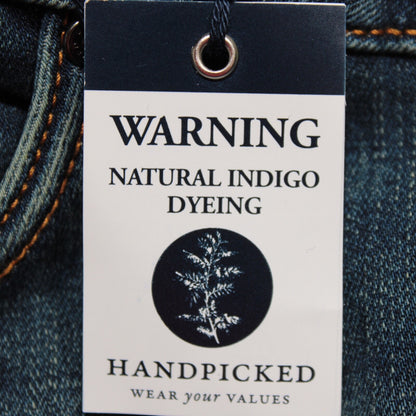 WARNING
NATURAL INDIGO
DYEING
HANDPICKED
WEAR your VALUES